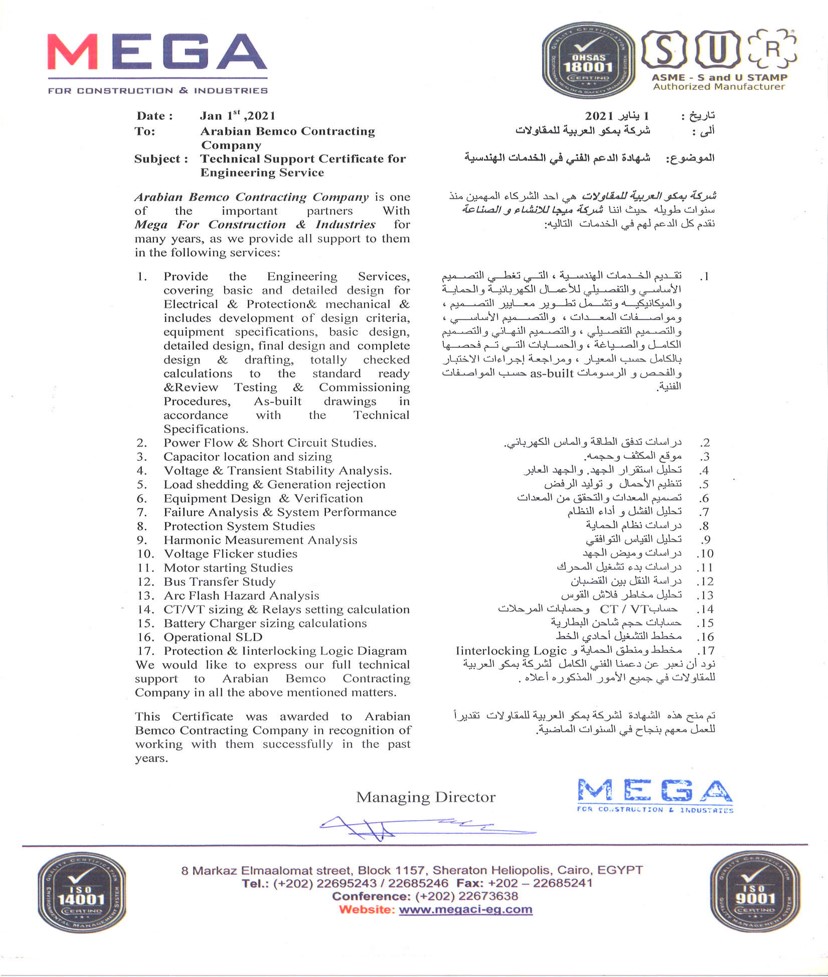 MEGA
FOR CONSTRUCTION & INDUSTRIES
OHSAS
18001
CERTIND
S U R
ASME - S and U STAMP
Authorized Manufacturer
Date : Jan 1st ,2021
To: Arabian Bemco Contracting
Company
Subject : Technical Support Certificate for
Engineering Service
Arabian Bemco Contracting Company is one
of the important partners With
Mega For Construction & Industries for
many years, as we provide all support to them
in the following services:
1. Provide the Engineering Services,
covering basic and detailed design for
Electrical & Protection& mechanical &
includes development of design criteria,
equipment specifications, basic design,
detailed design, final design and complete
design & drafting, totally checked
calculations to the standard ready
&Review Testing & Commissioning
Procedures, As-built drawings in
accordance with the Technical
Specifications.
2. Power Flow & Short Circuit Studies.
3. Capacitor location and sizing
4. Voltage & Transient Stability Analysis.
5. Load shedding & Generation rejection
6. Equipment Design & Verification
7. Failure Analysis & System Performance
8. Protection System Studies
9. Harmonic Measurement Analysis
10. Voltage Flicker studies
11. Motor starting Studies
12. Bus Transfer Study
13. Arc Flash Hazard Analysis
14. CT/VT sizing & Relays setting calculation
15. Battery Charger sizing calculations
16. Operational SLD
17. Protection & Iinterlocking Logic Diagram
We would like to express our full technical
support to Arabian Bemco Contracting
Company in all the above mentioned matters.
This Certificate was awarded to Arabian
Bemco Contracting Company in recognition of
working with them successfully in the past
years.
تاريخ : 1 يناير 2021
ألى : شركة بمكو العربية للمقاولات
الموضوع: شهادة الدعم الفني في الخدمات الهندسية
شركة بمكو العربية للمقاولات هي احد الشركاء المهمين منذ
سنوات طويله حيث اننا شركة ميجا للانشاء و الصناعة
نقدم كل الدعم لهم في الخدمات التاليه:
1. تقديم الخدمات الهندسية ، التي تغطي التصميم
الأساسي والتفصيلي للأعمال الكهربائية والحماية
والميكانيكيه وتشمل تطوير معايير التصميم ،
ومواصفات المعدات ، والتصميم الأساسي ،
والتصميم التفصيلي ، والتصميم النهائي والتصميم
الكامل والصياغة ، والحسابات التي تم فحصها
بالكامل حسب المعيار ، ومراجعة إجراءات الاختبار
والفحص و الرسومات as-built حسب المواصفات
الفنية.
2. دراسات تدفق الطاقة والماس الكهربائي.
3. موقع المكثف وحجمه.
4. تحليل استقرار الجهد. والجهد العابر
5. تنظيم الأحمال و توليد الرفض
6. تصميم المعدات والتحقق من المعدات
7. تحليل الفشل و أداء النظام
8. دراسات نظام الحماية
9. تحليل القياس التوافقي
10. دراسات وميض الجهد
11. دراسات بدء تشغيل المحرك
12. دراسة النقل بين القضبان
13. تحليل مخاطر فلاش القوس
14. حسابCT / VT وحسابات المرحلات
15. حسابات حجم شاحن البطارية
16. مخطط التشغيل أحادي الخط
17. مخطط ومنطق الحماية و Iinterlocking Logic
نود أن نعبر عن دعمنا الفني الكامل لشركة بمكو العربية
للمقاولات في جميع الأمور المذكوره أعلاه .
تم منح هذه الشهادة لشركة بمكو العربية للمقاولات تقديراً
للعمل معهم بنجاح في السنوات الماضية.
Managing Director
MEGA
FOR CONSTRUCTION & INDUSTRIES
ISO
14001
CERTIND
8 Markaz Elmaalomat street, Block 1157, Sheraton Heliopolis, Cairo, EGYPT
Tel.: (+202) 22695243 / 22685246 Fax: +202 – 22685241
Conference: (+202) 22673638
Website: www.megaci-eg.com
ISO
9001
CERTIND